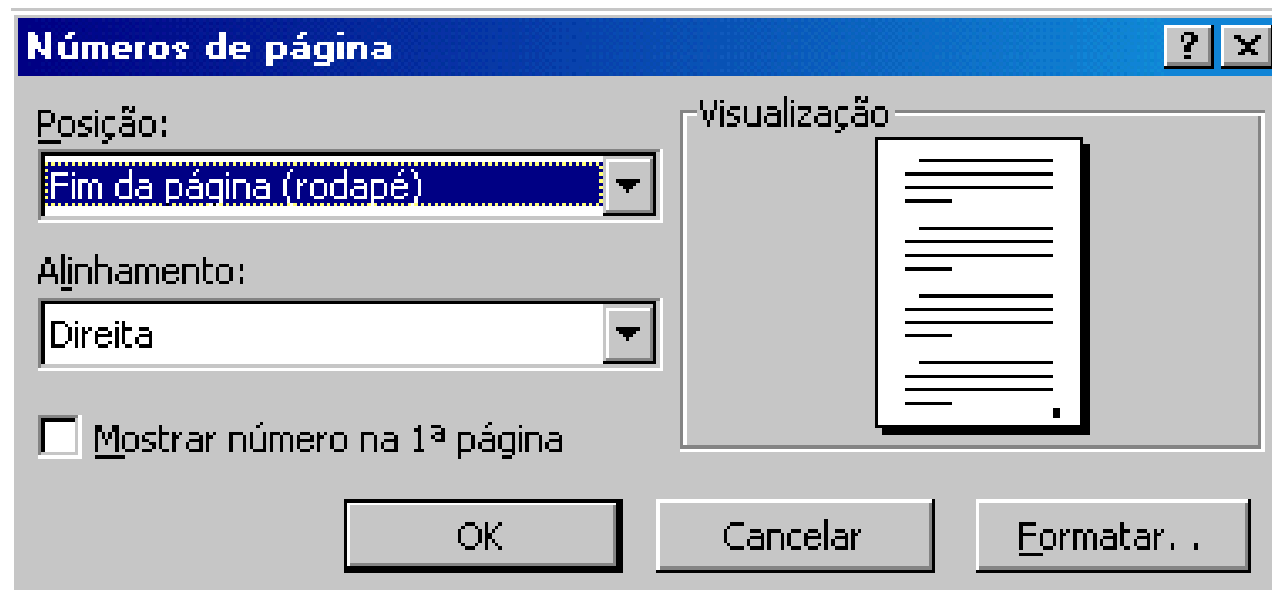 Números de página
? X
Posição:
Visualização
Fim da página (rodapé)
Alinhamento:
Direita
Mostrar número na 1ª página
OK
Cancelar
Formatar. .